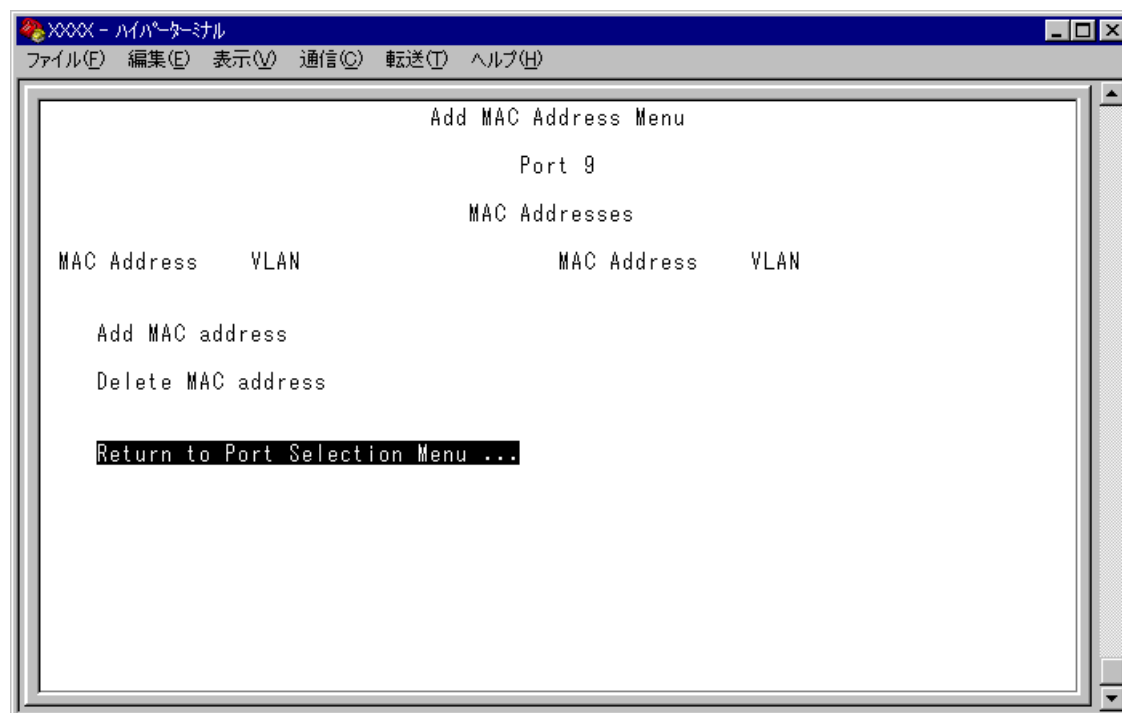 XXXX - ﾊｲﾊﾟｰﾀｰﾐﾅﾙ
ファイル(F) 編集(E) 表示(V) 通信(C) 転送(T) ヘルプ(H)
Add MAC Address Menu
Port 9
MAC Addresses
MAC Address VLAN MAC Address VLAN
Add MAC address
Delete MAC address
Return to Port Selection Menu ...